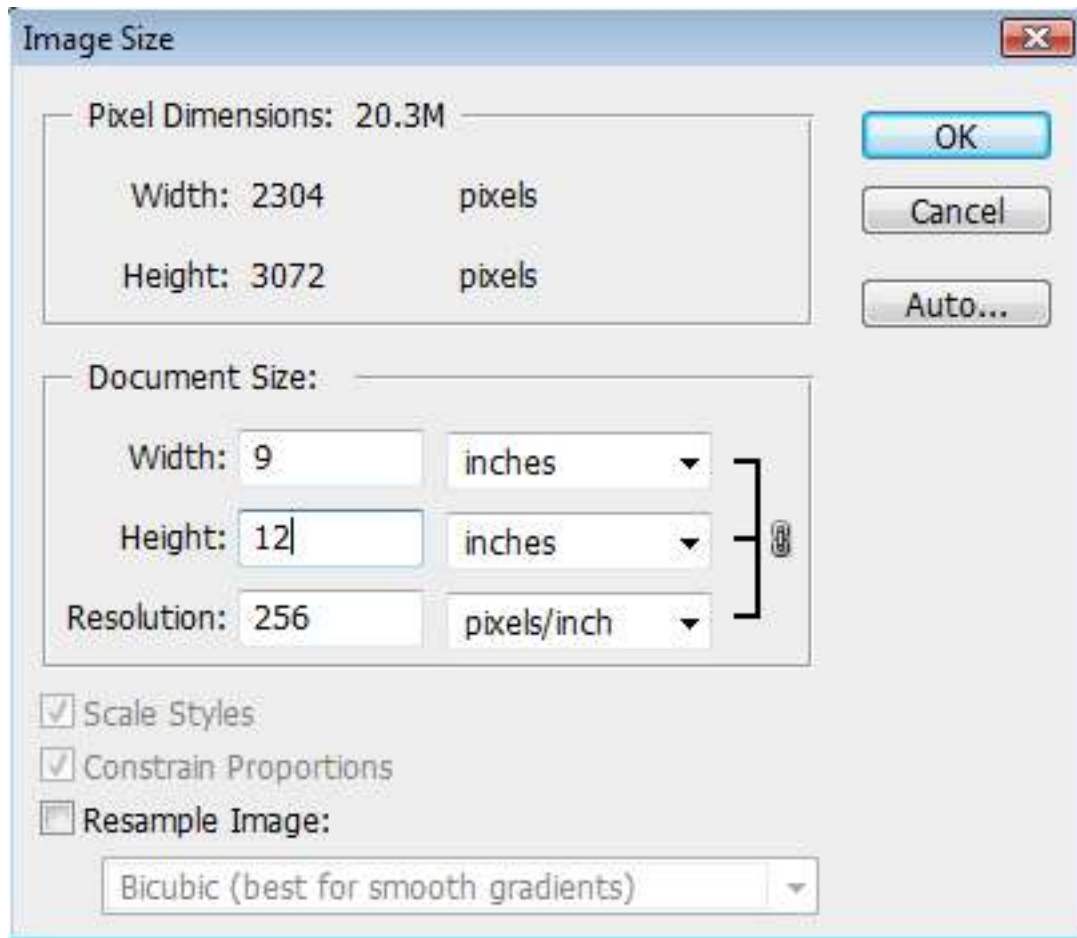 Image Size
Pixel Dimensions: 20.3M
OK
Width: 2304 pixels
Cancel
Height: 3072 pixels
Auto...
Document Size:
Width: 9 inches
Height: 12 inches
Resolution: 256 pixels/inch
Scale Styles
Constrain Proportions
Resample Image:
Bicubic (best for smooth gradients)